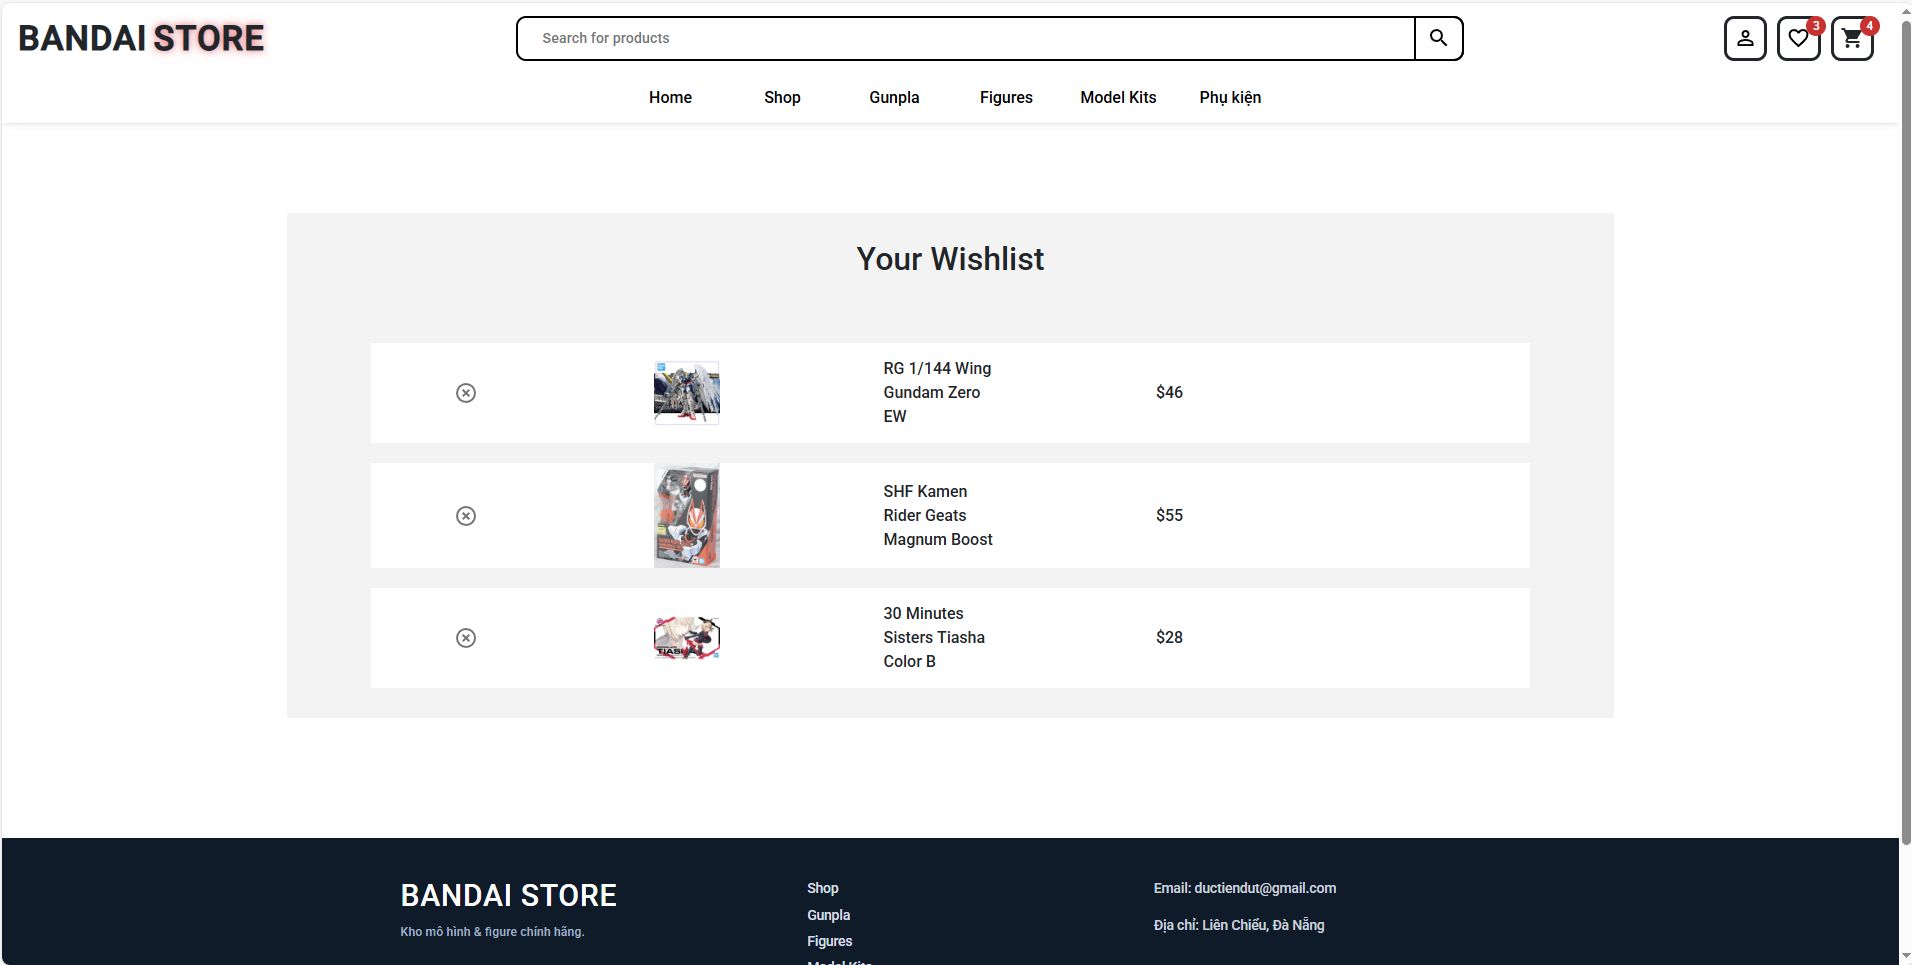 BANDAI STORE
Search for products
3
4
Home
Shop
Gunpla
Figures
Model Kits
Phụ kiện
Your Wishlist
RG 1/144 Wing
Gundam Zero
EW
$46
SHF Kamen
Rider Geats
Magnum Boost
$55
30 Minutes
Sisters Tiasha
Color B
$28
TIASHA
BANDAI STORE
Kho mô hình & figure chính hãng.
Shop
Gunpla
Figures
Model Kits
Email: ductiendut@gmail.com
Địa chỉ: Liên Chiểu, Đà Nẵng